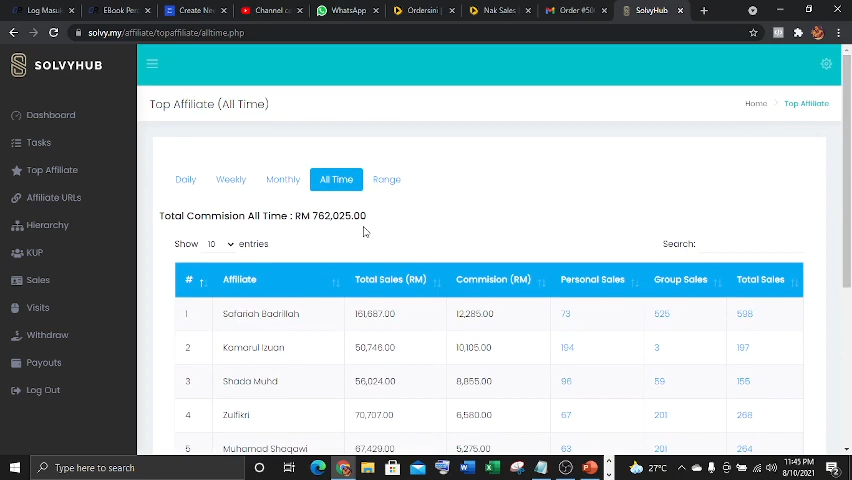 Log Masu
EBook Per
Create Ne
Channel c
WhatsApp
Ordersini |
Nak Sales
Order #50
SolvyHub
solvy.my/affiliate/topaffiliate/alltime.php
SOLVYHUB
Dashboard
Tasks
Top Affiliate
Affiliate URLs
Hierarchy
KUP
Sales
Visits
Withdraw
Payouts
Log Out
Top Affiliate (All Time)
Home > Top Affiliate
Daily Weekly Monthly All Time Range
Total Commision All Time : RM 762,025.00
Show 10 entries Search:
# Affiliate Total Sales (RM) Commision (RM) Personal Sales Group Sales Total Sales
1 Safariah Badrillah 161,687.00 12,285.00 73 525 598
2 Kamarul Izuan 50,746.00 10,105.00 194 3 197
3 Shada Muhd 56,024.00 8,855.00 96 59 155
4 Zulfikri 70,707.00 6,580.00 67 201 268
5 Muhamad Shaqawi 67,429.00 5,275.00 63 201 264
Type here to search
27°C
11:45 PM
8/10/2021
2